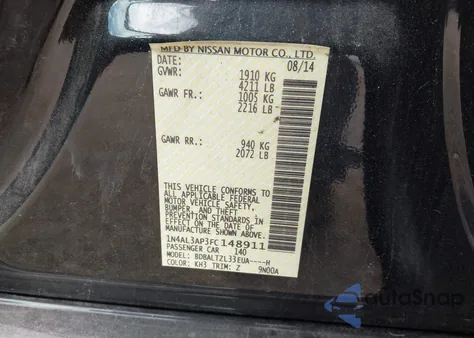 MFD BY NISSAN MOTOR CO., LTD.
DATE: 08/14
GVWR: 1910 KG
4211 LB
GAWR FR: 1005 KG
2216 LB
GAWR RR: 940 KG
2072 LB
THIS VEHICLE CONFORMS TO
ALL APPLICABLE FEDERAL
MOTOR VEHICLE SAFETY,
BUMPER, AND THEFT
PREVENTION STANDARDS
IN EFFECT ON THE DATE OF
MANUFACTURE SHOWN ABOVE.
1N4AL3AP3FC148911
PASSENGER CAR 140
MODEL: BDBALTZL33EUA----H
COLOR: KH3 TRIM: Z 9N00A
AutoSnap